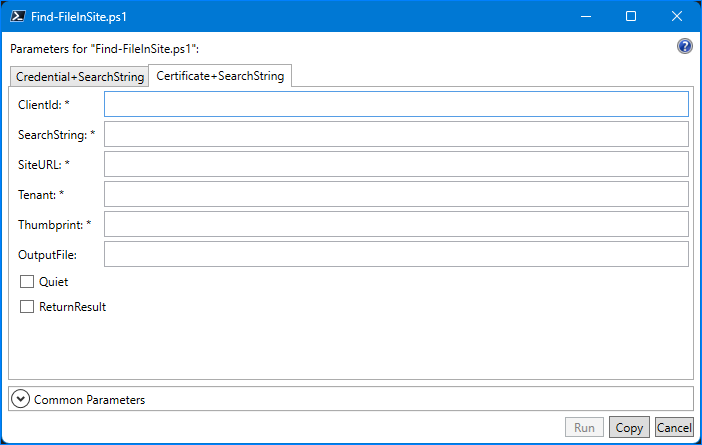 Find-FileInSite.ps1
Parameters for "Find-FileInSite.ps1":
?
Credential+SearchString
Certificate+SearchString
ClientId: *
SearchString: *
SiteURL: *
Tenant: *
Thumbprint: *
OutputFile:
Quiet
ReturnResult
Common Parameters
Run Copy Cancel